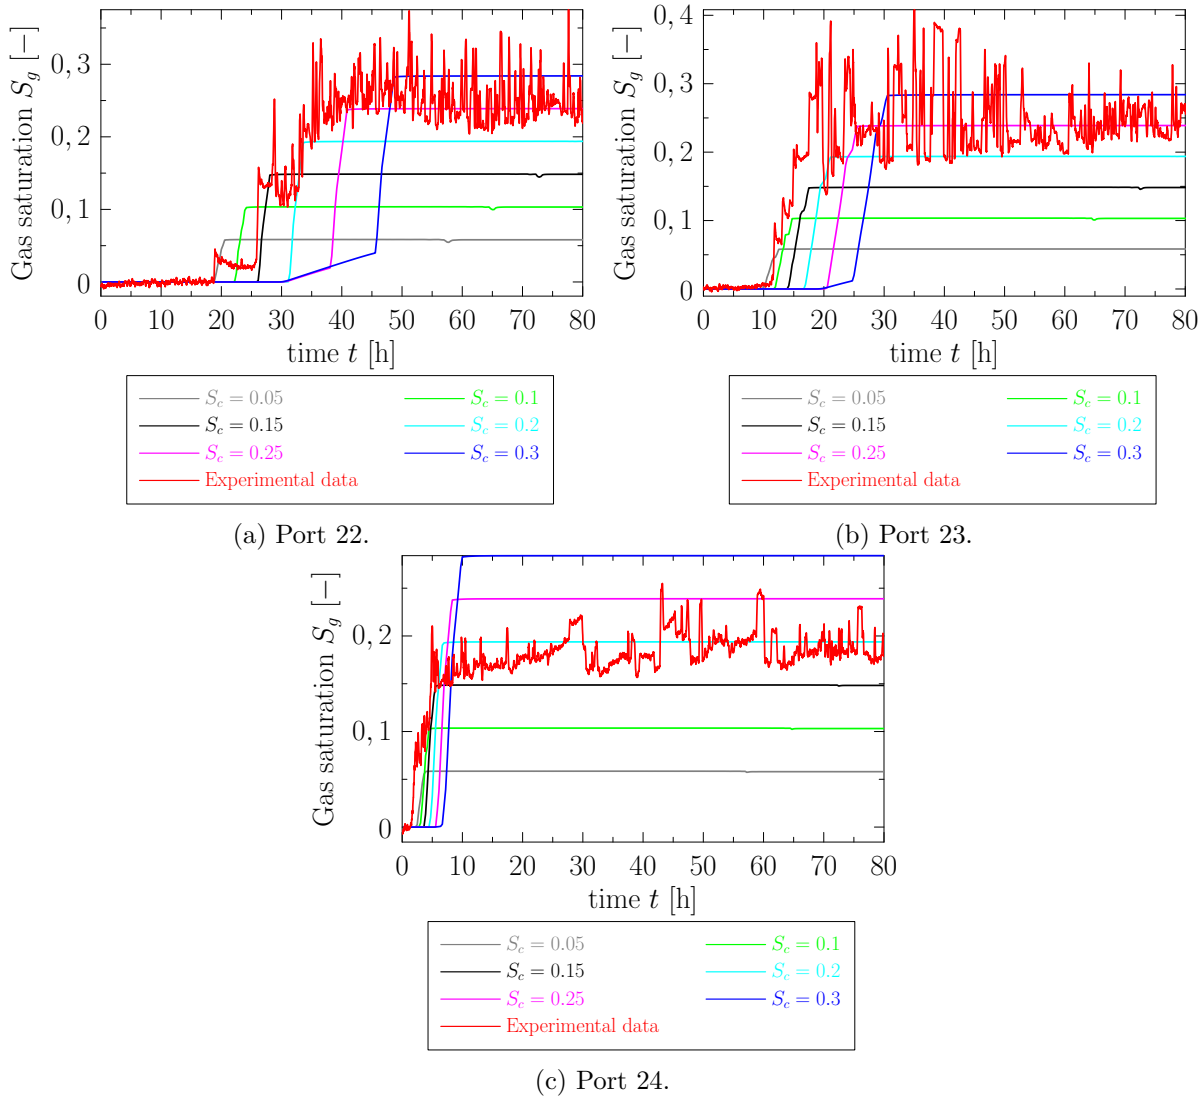 Gas saturation S_g [−]
0,3
0,2
0,1
0
0 10 20 30 40 50 60 70 80
time t [h]
S_c = 0.05
S_c = 0.1
S_c = 0.15
S_c = 0.2
S_c = 0.25
S_c = 0.3
Experimental data
(a) Port 22.
Gas saturation S_g [−]
0,4
0,3
0,2
0,1
0
0 10 20 30 40 50 60 70 80
time t [h]
S_c = 0.05
S_c = 0.1
S_c = 0.15
S_c = 0.2
S_c = 0.25
S_c = 0.3
Experimental data
(b) Port 23.
Gas saturation S_g [−]
0,2
0,1
0
0 10 20 30 40 50 60 70 80
time t [h]
S_c = 0.05
S_c = 0.1
S_c = 0.15
S_c = 0.2
S_c = 0.25
S_c = 0.3
Experimental data
(c) Port 24.